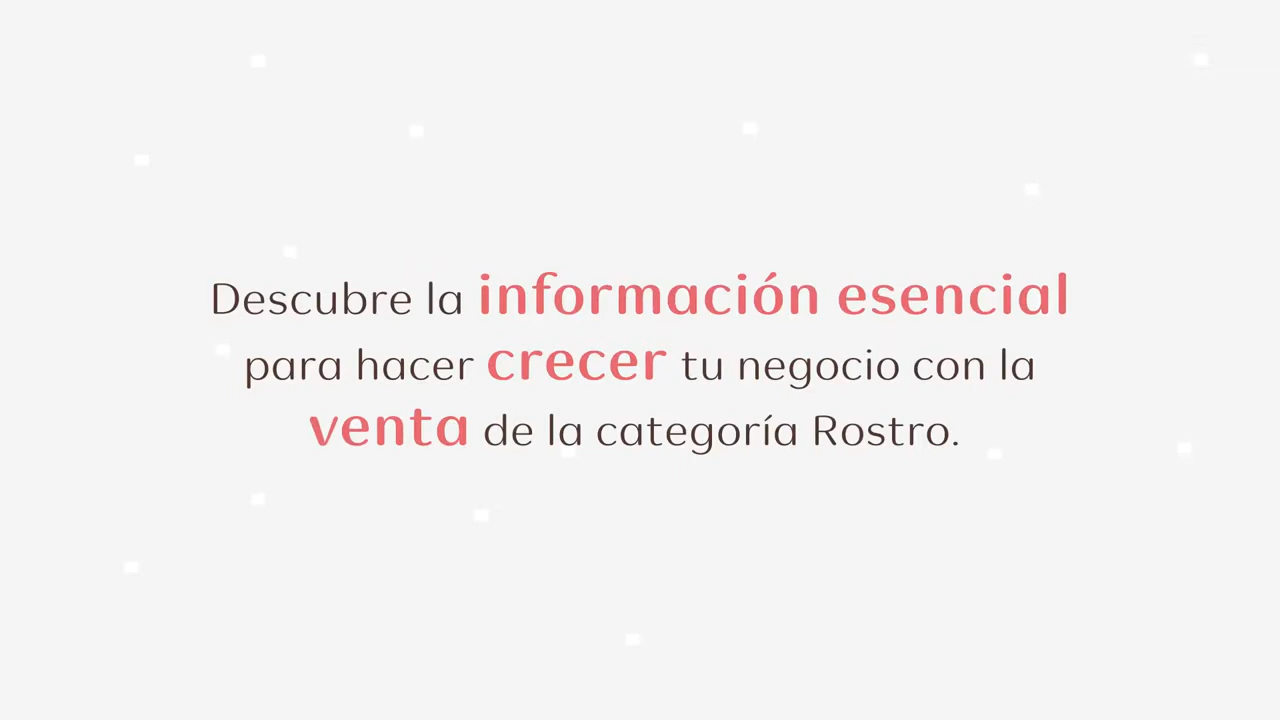 Descubre la información esencial
para hacer crecer tu negocio con la
venta de la categoría Rostro.